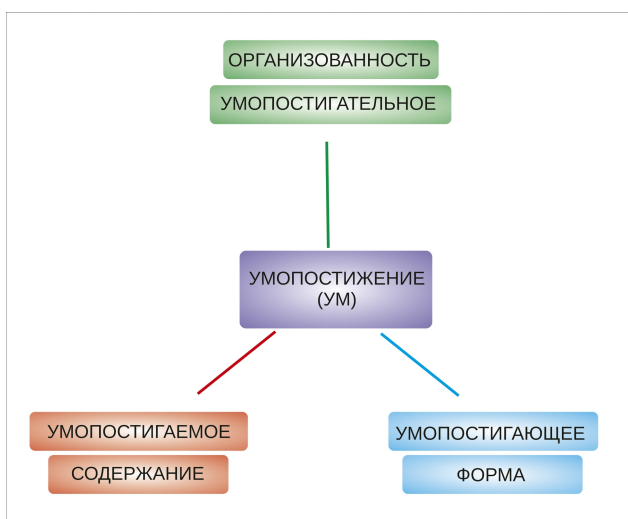 ОРГАНИЗОВАННОСТЬ
УМОПОСТИГАТЕЛЬНОЕ
УМОПОСТИЖЕНИЕ
(УМ)
УМОПОСТИГАЕМОЕ
СОДЕРЖАНИЕ
УМОПОСТИГАЮЩЕЕ
ФОРМА